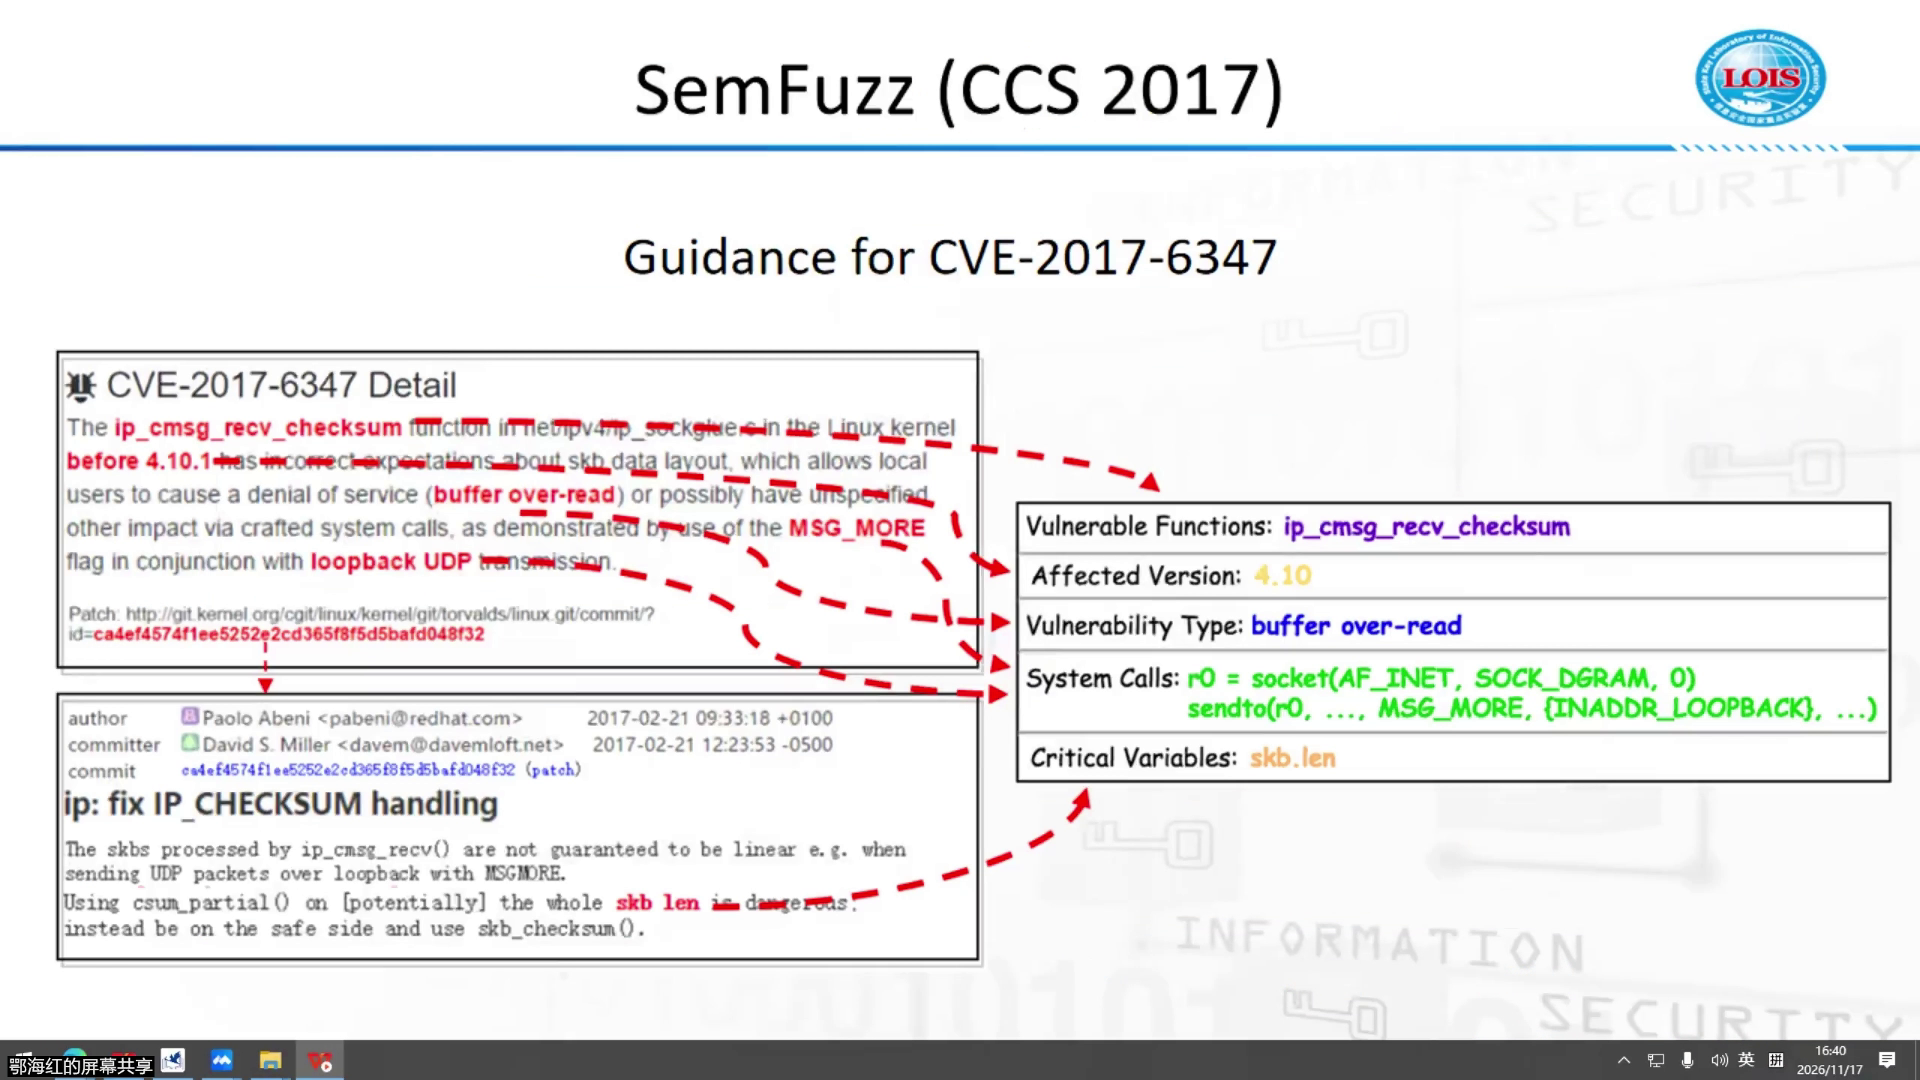 SemFuzz (CCS 2017)
LOIS
Guidance for CVE-2017-6347
CVE-2017-6347 Detail
The ip_cmsg_recv_checksum function in net/ipv4/ip_sockglue.c in the Linux kernel
before 4.10.1 has incorrect expectations about skb data layout, which allows local
users to cause a denial of service (buffer over-read) or possibly have unspecified
other impact via crafted system calls, as demonstrated by use of the MSG_MORE
flag in conjunction with loopback UDP transmission.
Patch: http://git.kernel.org/cgit/linux/kernel/git/torvalds/linux.git/commit/?
id=ca4ef4574f1ee5252e2cd365f8f5d5bafd048f32
author Paolo Abeni <pabeni@redhat.com> 2017-02-21 09:33:18 +0100
committer David S. Miller <davem@davemloft.net> 2017-02-21 12:23:53 -0500
commit ca4ef4574f1ee5252e2cd365f8f5d5bafd048f32 (patch)
ip: fix IP_CHECKSUM handling
The skbs processed by ip_cmsg_recv() are not guaranteed to be linear e.g. when
sending UDP packets over loopback with MSGMORE.
Using csum_partial() on [potentially] the whole skb len is dangerous;
instead be on the safe side and use skb_checksum().
Vulnerable Functions: ip_cmsg_recv_checksum
Affected Version: 4.10
Vulnerability Type: buffer over-read
System Calls: r0 = socket(AF_INET, SOCK_DGRAM, 0)
sendto(r0, ..., MSG_MORE, {INADDR_LOOPBACK}, ...)
Critical Variables: skb.len
INFORMATION
SECURITY
INFORMATION
SECURITY
鄂海红的屏幕共享
英
拼
16:40
2026/11/17